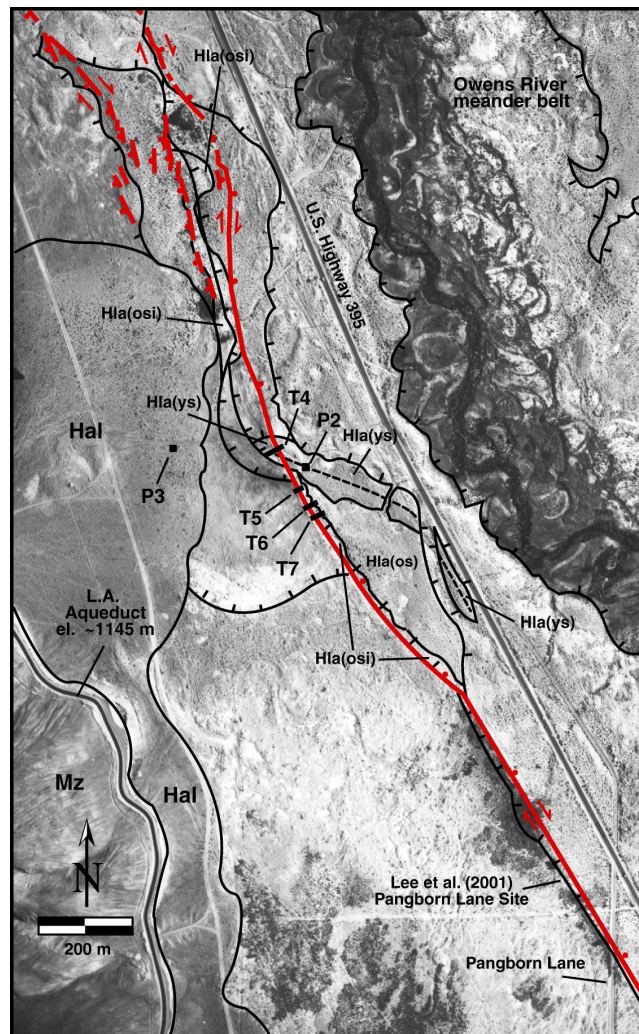 Hla(osi)
Owens River
meander belt
U.S. Highway 395
Hla(osi)
Hla(ys)
T4
P2
Hla(ys)
Hal
P3
T5
T6
T7
Hla(os)
L.A.
Aqueduct
el. ~1145 m
Hla(ys)
Hla(osi)
Mz
Hal
N
200 m
Lee et al. (2001)
Pangborn Lane Site
Pangborn Lane